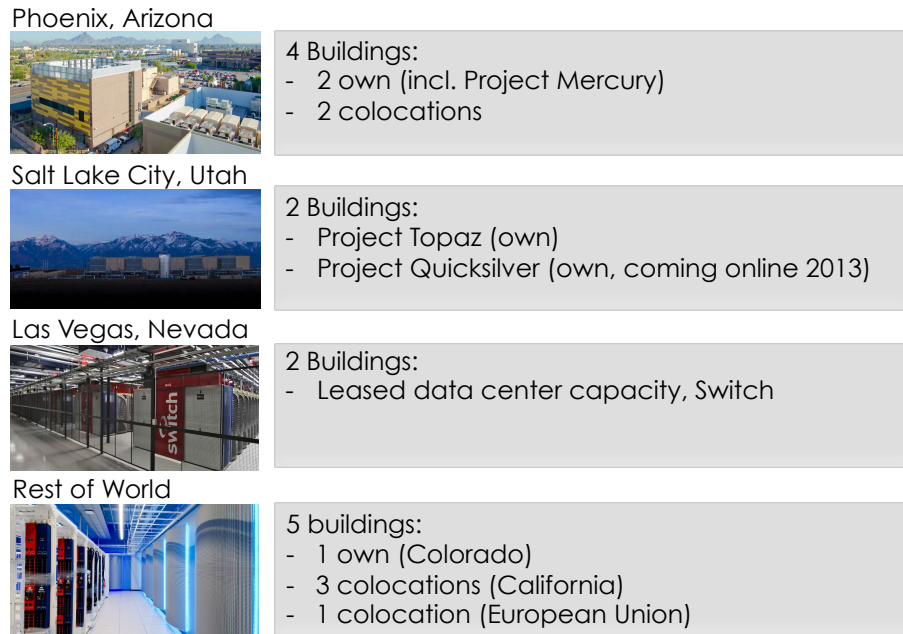 Phoenix, Arizona
4 Buildings:
- 2 own (incl. Project Mercury)
- 2 colocations
Salt Lake City, Utah
2 Buildings:
- Project Topaz (own)
- Project Quicksilver (own, coming online 2013)
Las Vegas, Nevada
switch
2 Buildings:
- Leased data center capacity, Switch
Rest of World
5 buildings:
- 1 own (Colorado)
- 3 colocations (California)
- 1 colocation (European Union)